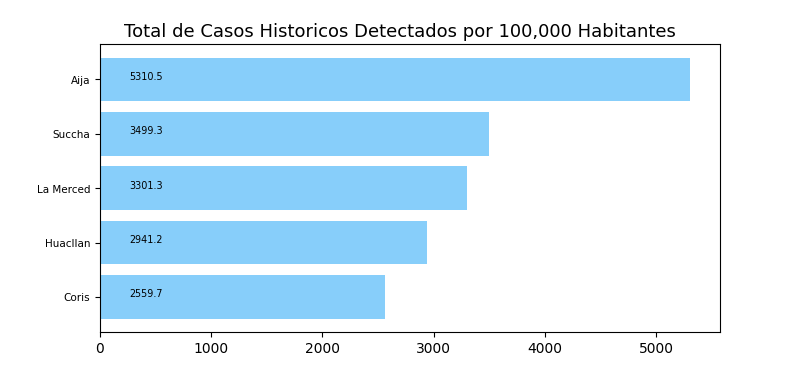 Total de Casos Historicos Detectados por 100,000 Habitantes
Aija 5310.5
Succha 3499.3
La Merced 3301.3
Huacllan 2941.2
Coris 2559.7
0 1000 2000 3000 4000 5000